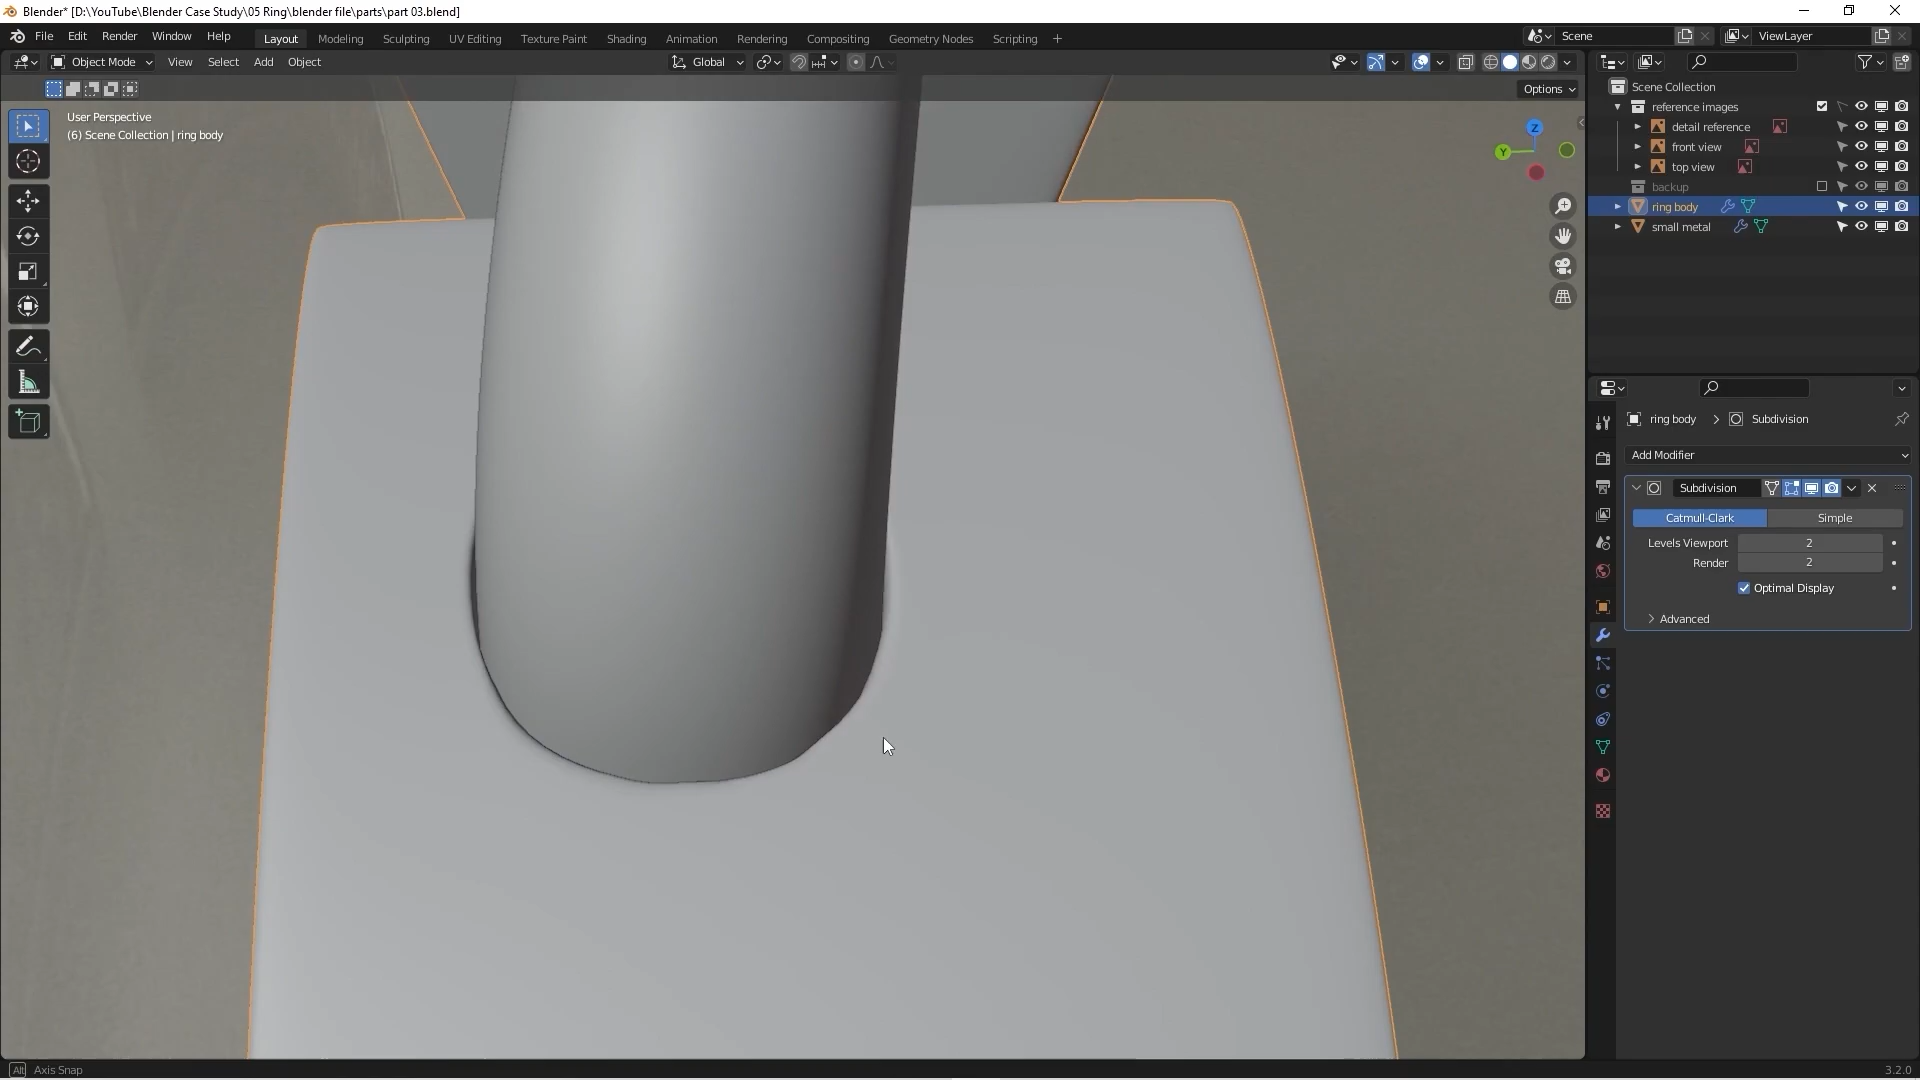 Blender* [D:\YouTube\Blender Case Study\05 Ring\blender file\parts\part 03.blend]
File Edit Render Window Help Layout Modeling Sculpting UV Editing Texture Paint Shading Animation Rendering Compositing Geometry Nodes Scripting + Scene ViewLayer
Object Mode View Select Add Object Global
Options
User Perspective
(6) Scene Collection | ring body
Z
Y
Scene Collection
reference images
detail reference
front view
top view
backup
ring body
small metal
ring body > Subdivision
Add Modifier
Subdivision
Catmull-Clark Simple
Levels Viewport 2
Render 2
Optimal Display
Advanced
Alt Axis Snap
3.2.0